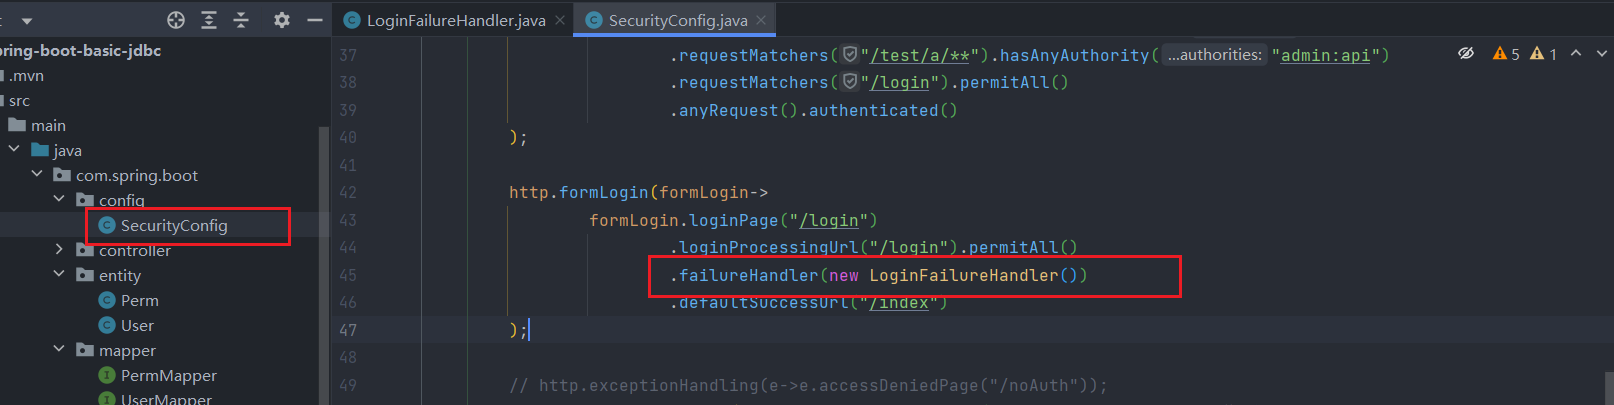 LoginFailureHandler.java
SecurityConfig.java
ring-boot-basic-jdbc
.mvn
src
main
java
com.spring.boot
config
SecurityConfig
controller
entity
Perm
User
mapper
PermMapper
UserMapper
5 1
37 .requestMatchers("/test/a/**").hasAnyAuthority(...authorities: "admin:api")
38 .requestMatchers("/login").permitAll()
39 .anyRequest().authenticated()
40 );
41
42 http.formLogin(formLogin->
43 formLogin.loginPage("/login")
44 .loginProcessingUrl("/login").permitAll()
45 .failureHandler(new LoginFailureHandler())
46 .defaultSuccessUrl("/index")
47 );
48
49 // http.exceptionHandling(e->e.accessDeniedPage("/noAuth"));